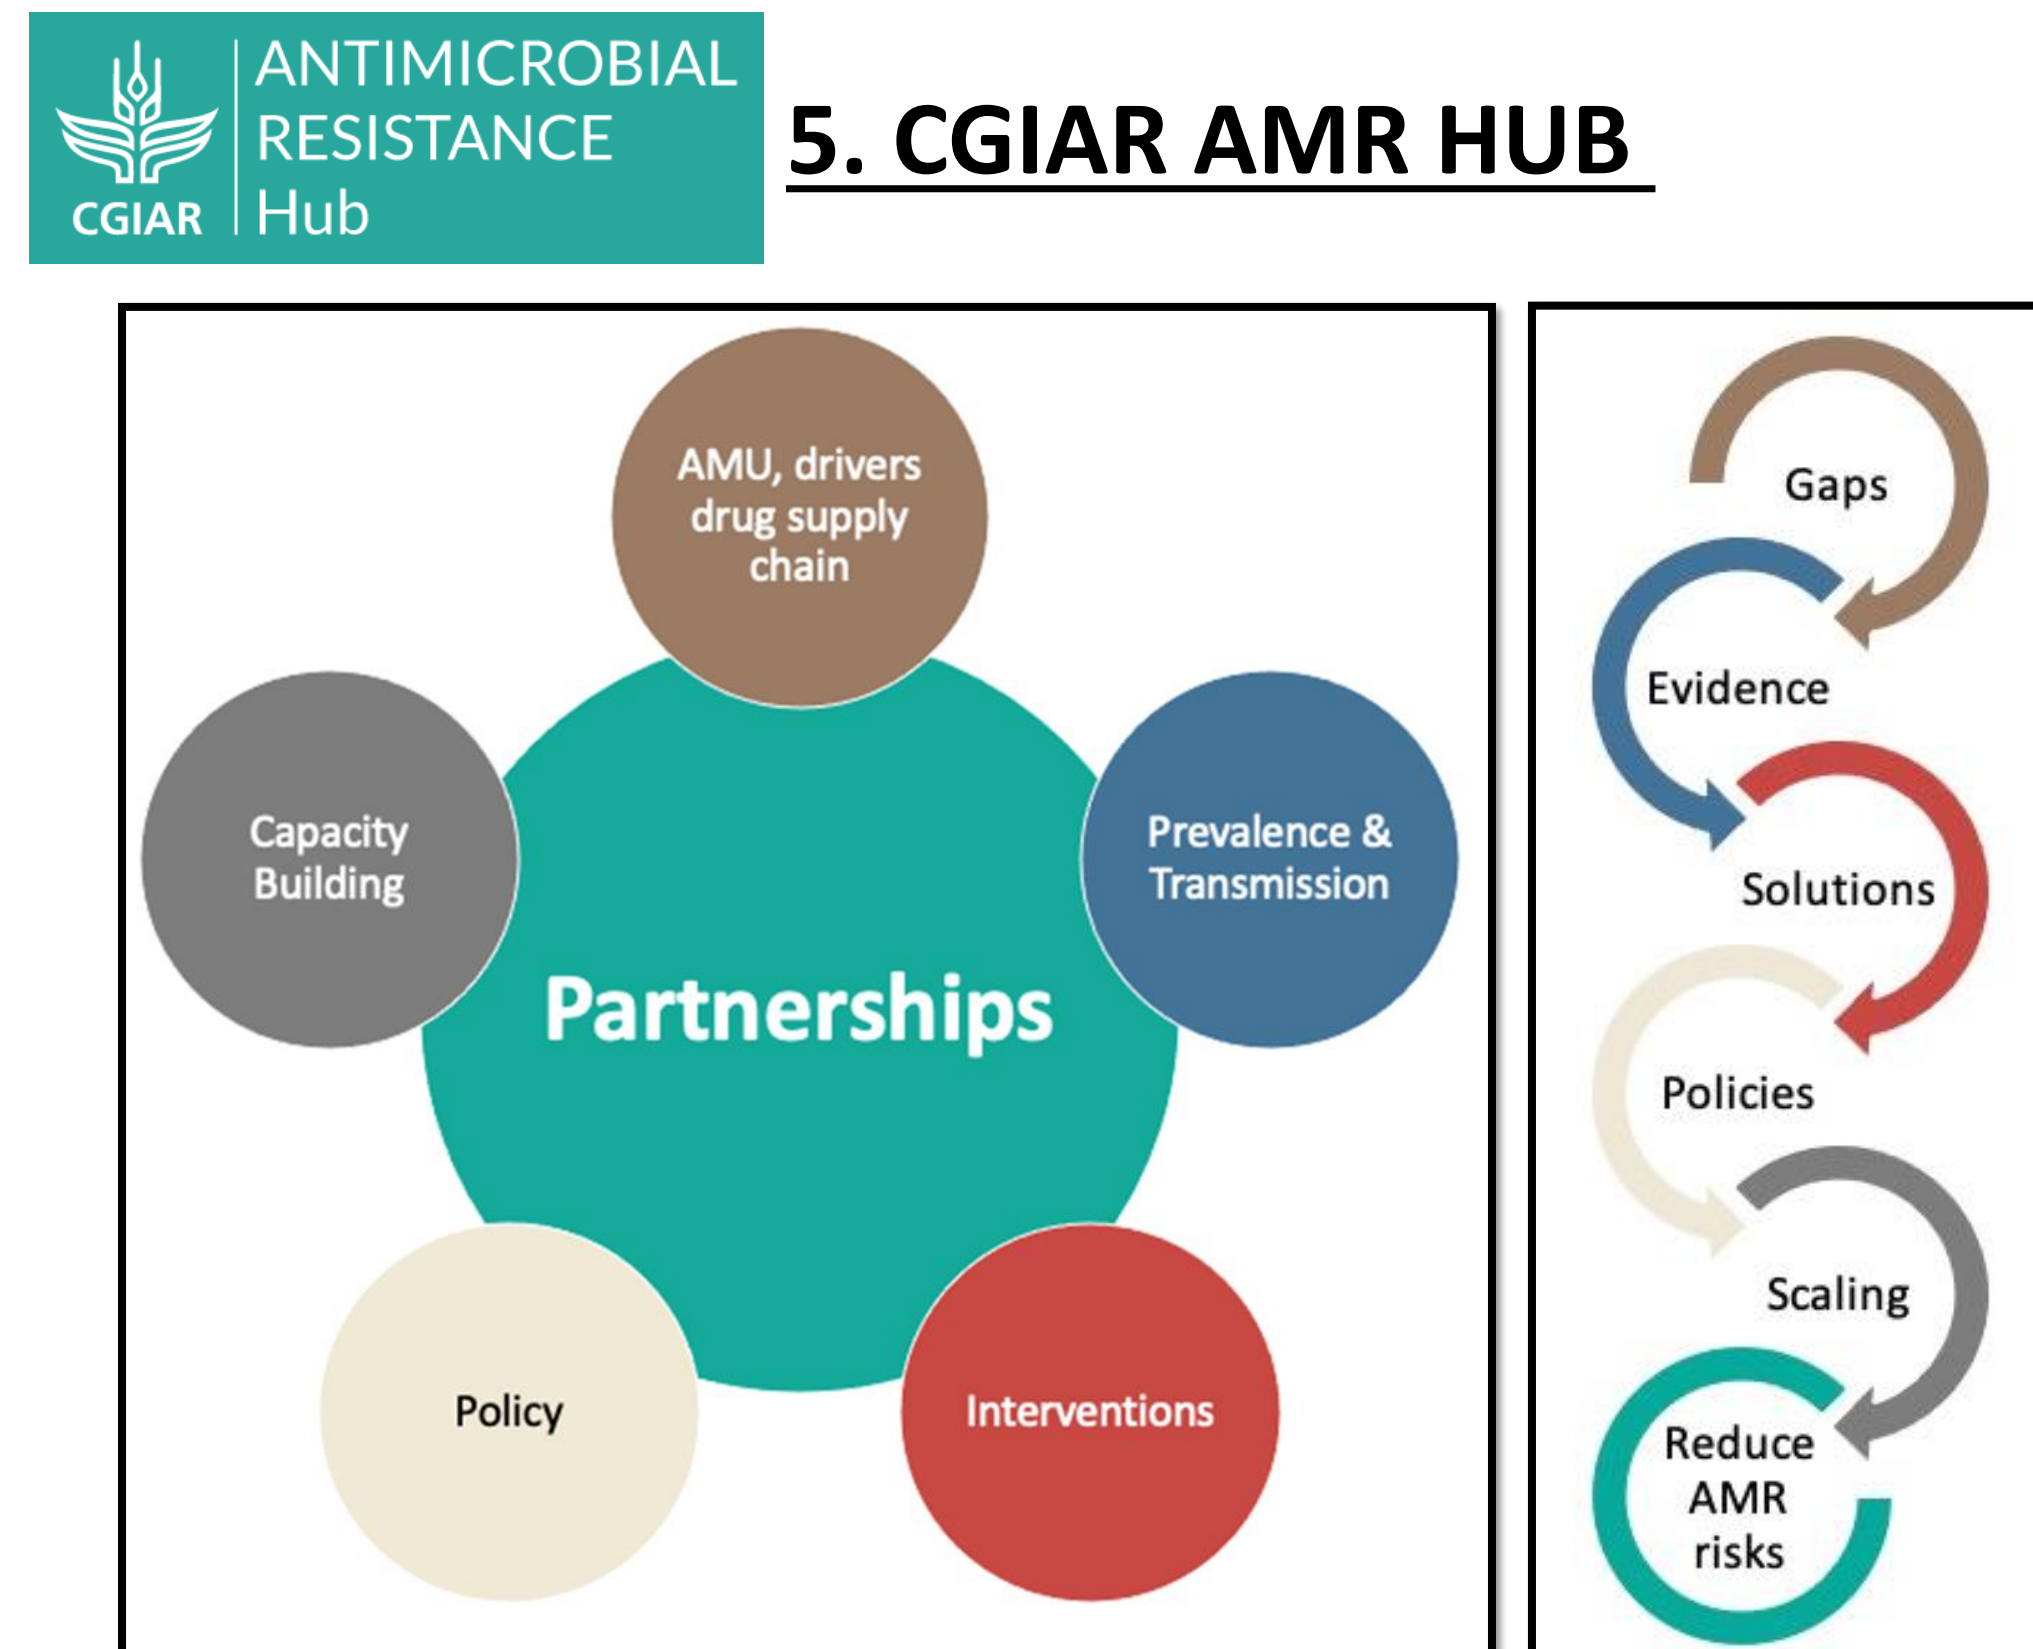 ANTIMICROBIAL
RESISTANCE
Hub
CGIAR
5. CGIAR AMR HUB
AMU, drivers
drug supply
chain
Capacity
Building
Prevalence &
Transmission
Partnerships
Policy
Interventions
Gaps
Evidence
Solutions
Policies
Scaling
Reduce
AMR
risks